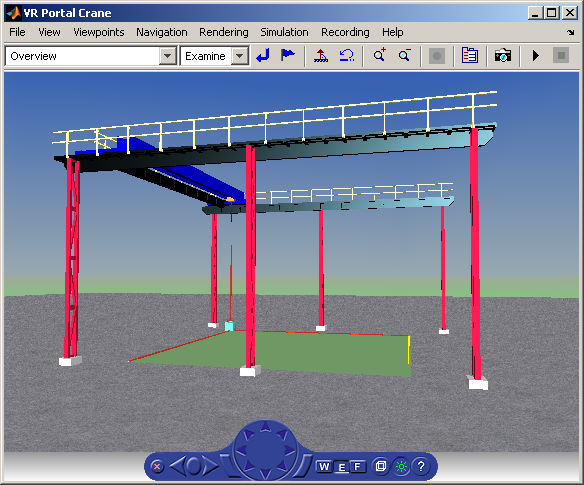 VR Portal Crane
File View Viewpoints Navigation Rendering Simulation Recording Help
Overview Examine
W E F ?